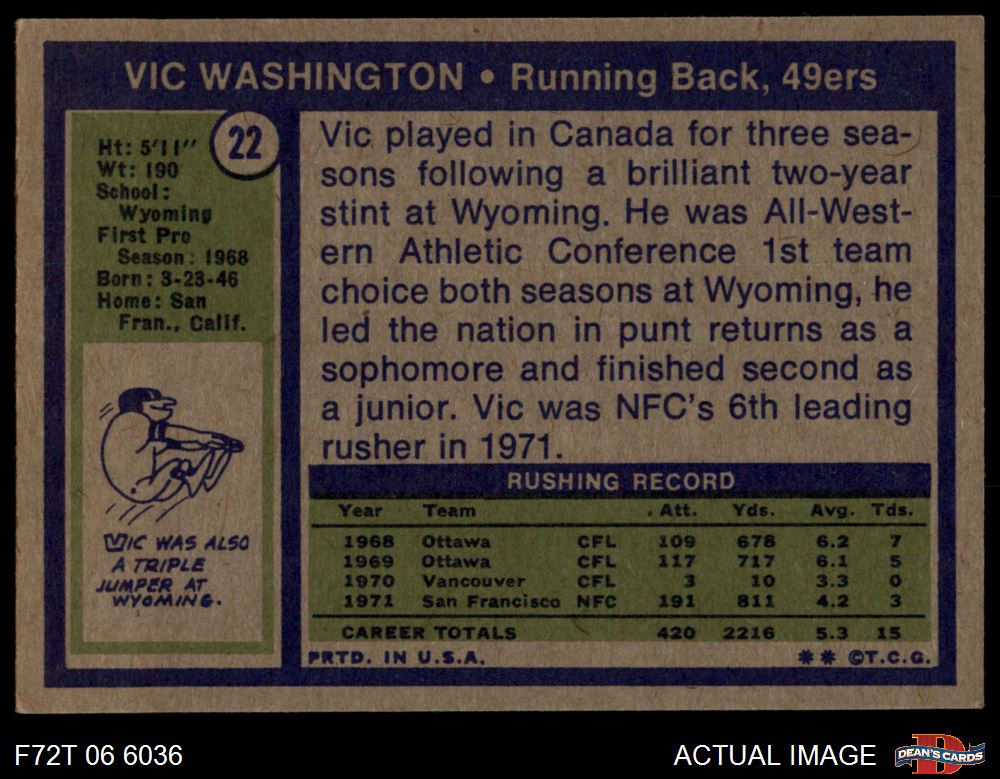 VIC WASHINGTON • Running Back, 49ers
22
Ht: 5'11"
Wt: 190
School:
Wyoming
First Pro
Season: 1968
Born: 3-23-46
Home: San
Fran., Calif.
VIC WAS ALSO
A TRIPLE
JUMPER AT
WYOMING.
Vic played in Canada for three sea-
sons following a brilliant two-year
stint at Wyoming. He was All-West-
ern Athletic Conference 1st team
choice both seasons at Wyoming, he
led the nation in punt returns as a
sophomore and finished second as
a junior. Vic was NFC's 6th leading
rusher in 1971.
RUSHING RECORD
Year Team Att. Yds. Avg. Tds.
1968 Ottawa CFL 109 678 6.2 7
1969 Ottawa CFL 117 717 6.1 5
1970 Vancouver CFL 3 10 3.3 0
1971 San Francisco NFC 191 811 4.2 3
CAREER TOTALS 420 2216 5.3 15
PRTD. IN U.S.A. ** ©T.C.G.
F72T 06 6036
ACTUAL IMAGE
D
DEAN'S CARDS